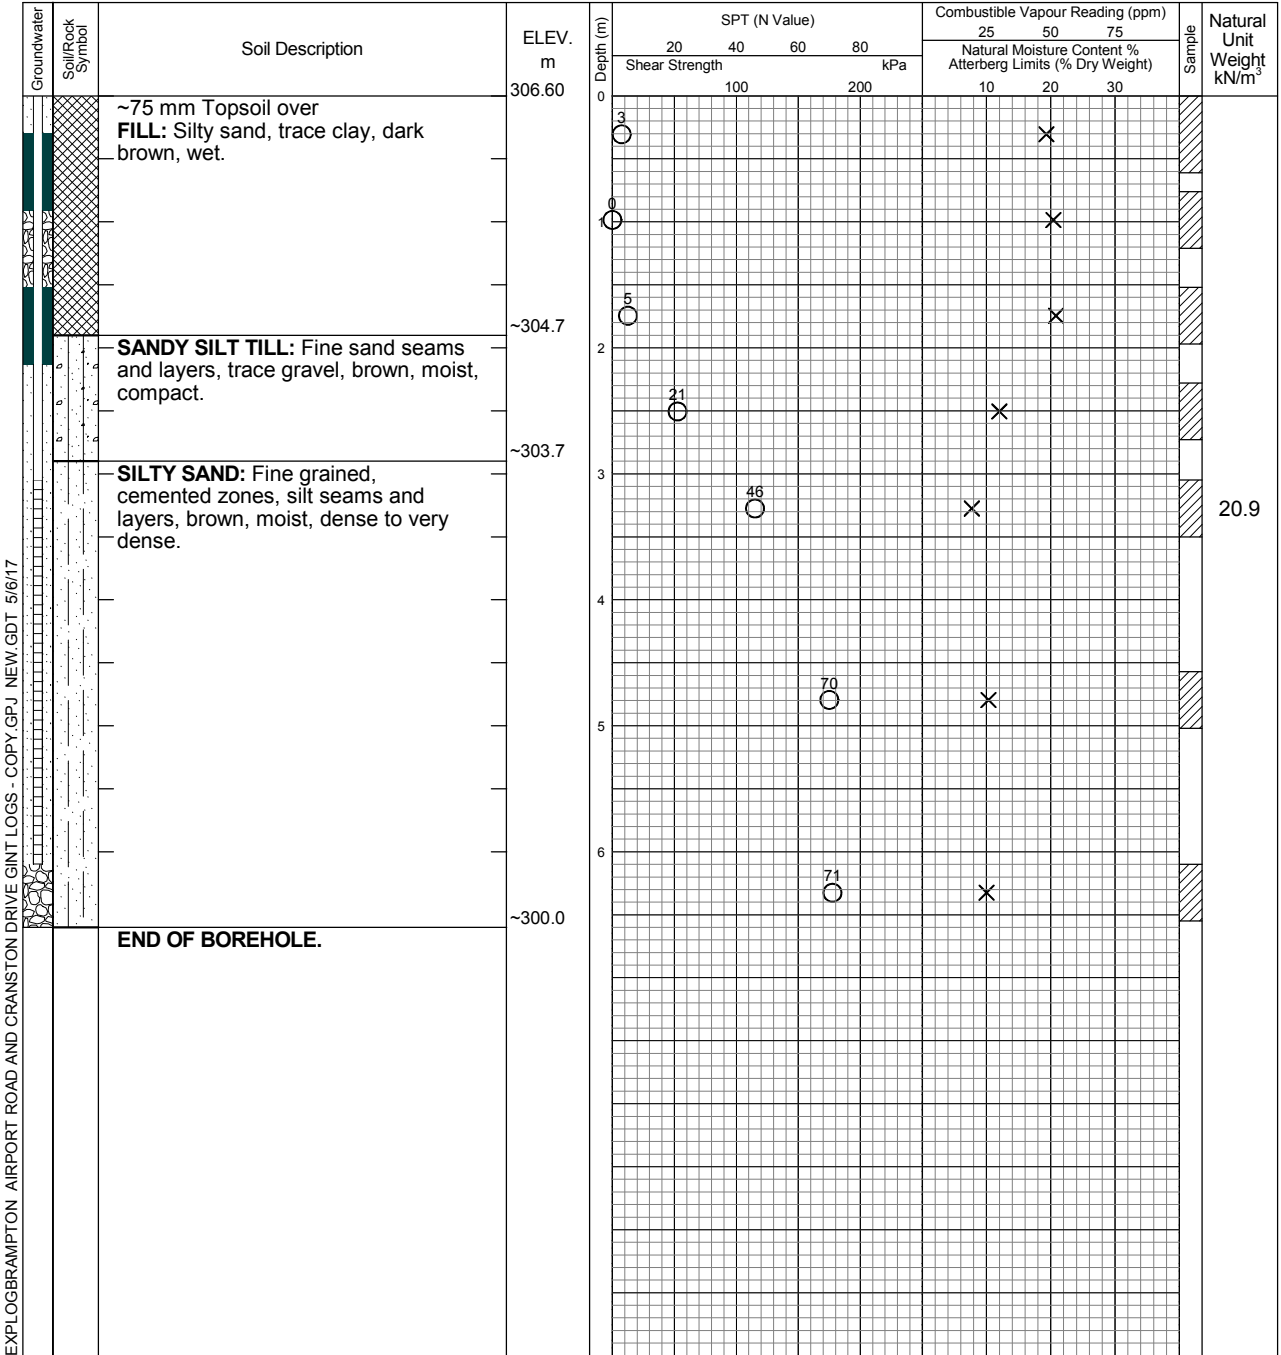 Groundwater
Soil/Rock
Symbol
Soil Description
ELEV.
m
306.60
Depth (m)
SPT (N Value)
20 40 60 80
Shear Strength kPa
100 200
Combustible Vapour Reading (ppm)
25 50 75
Natural Moisture Content %
Atterberg Limits (% Dry Weight)
10 20 30
Sample
Natural
Unit
Weight
kN/m³
0
~75 mm Topsoil over
FILL: Silty sand, trace clay, dark
brown, wet.
3
0
1
5
~304.7
SANDY SILT TILL: Fine sand seams
and layers, trace gravel, brown, moist,
compact.
2
21
~303.7
SILTY SAND: Fine grained,
cemented zones, silt seams and
layers, brown, moist, dense to very
dense.
3
46
20.9
4
70
5
6
71
~300.0
END OF BOREHOLE.
EXPLOGBRAMPTON AIRPORT ROAD AND CRANSTON DRIVE GINT LOGS - COPY.GPJ NEW.GDT 5/6/17